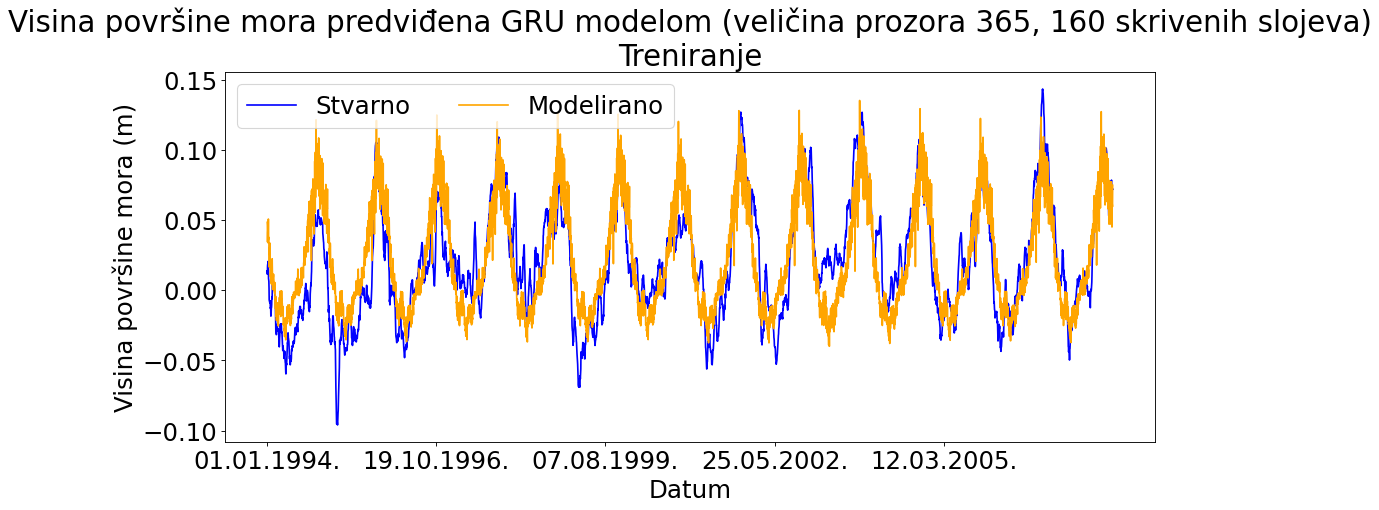 Visina površine mora predviđena GRU modelom (veličina prozora 365, 160 skrivenih slojeva)
Treniranje
Stvarno
Modelirano
Visina površine mora (m)
0.15
0.10
0.05
0.00
−0.05
−0.10
01.01.1994.
19.10.1996.
07.08.1999.
25.05.2002.
12.03.2005.
Datum